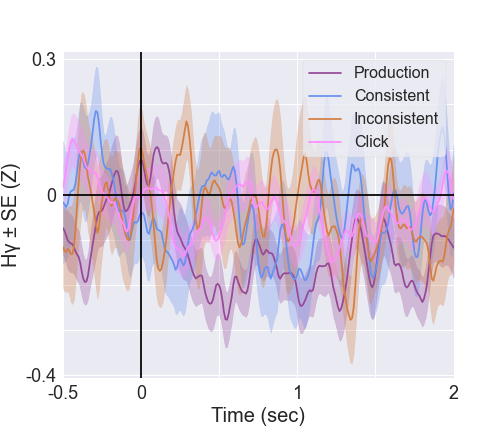 Hγ ± SE (Z)
0.3
0
-0.4
Production
Consistent
Inconsistent
Click
-0.5 0 1 2
Time (sec)